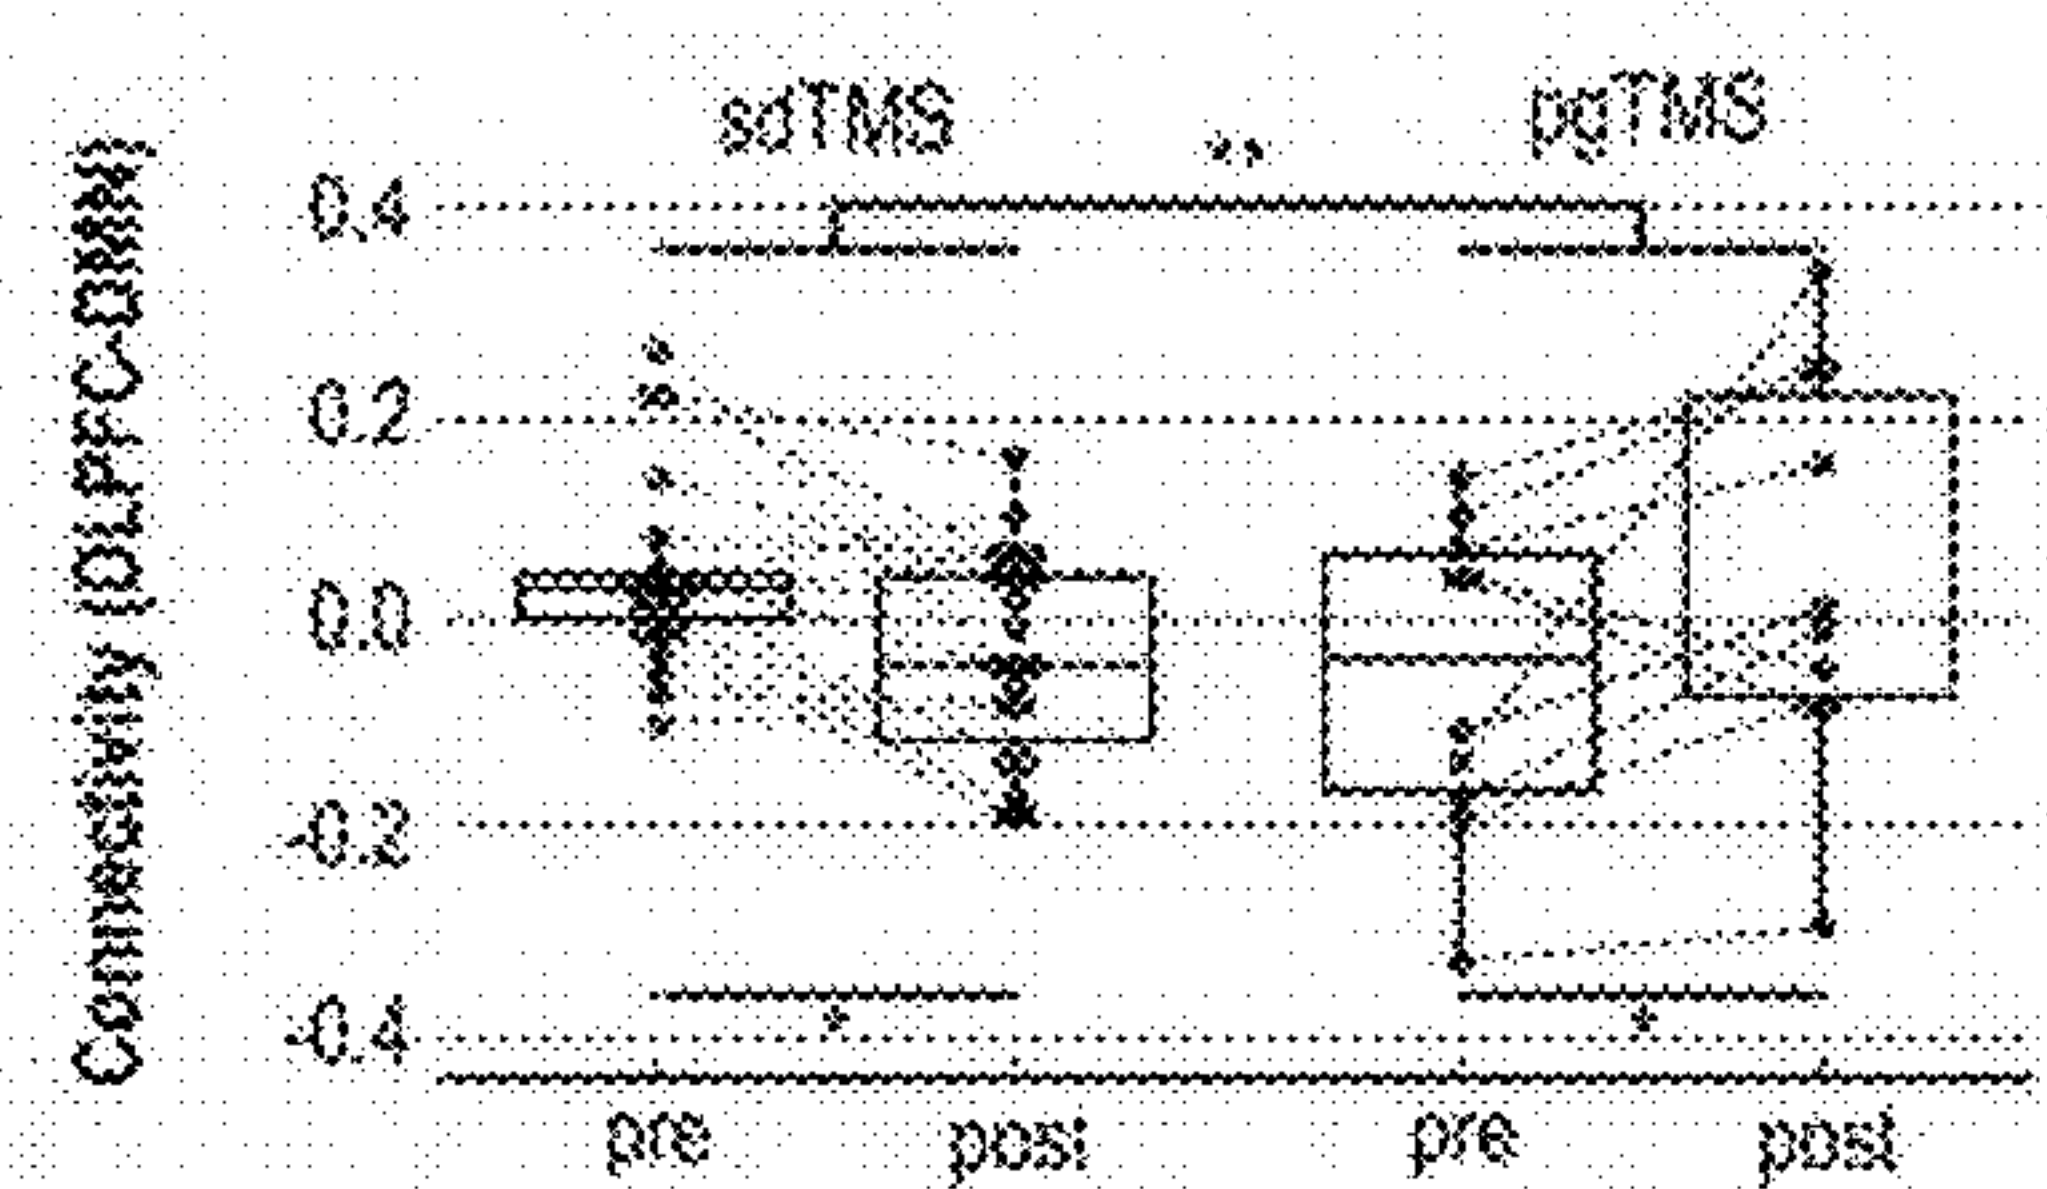 sdTMS
pgTMS
**
Connectivity (DLPFC-DMN)
0.4
0.2
0.0
-0.2
-0.4
*
*
pre
post
pre
post